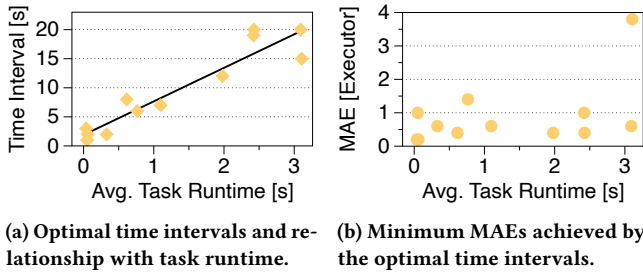 Time Interval [s]
20
15
10
5
0
0
1
2
3
Avg. Task Runtime [s]
(a) Optimal time intervals and re-
lationship with task runtime.
MAE [Executor]
4
3
2
1
0
0
1
2
3
Avg. Task Runtime [s]
(b) Minimum MAEs achieved by
the optimal time intervals.